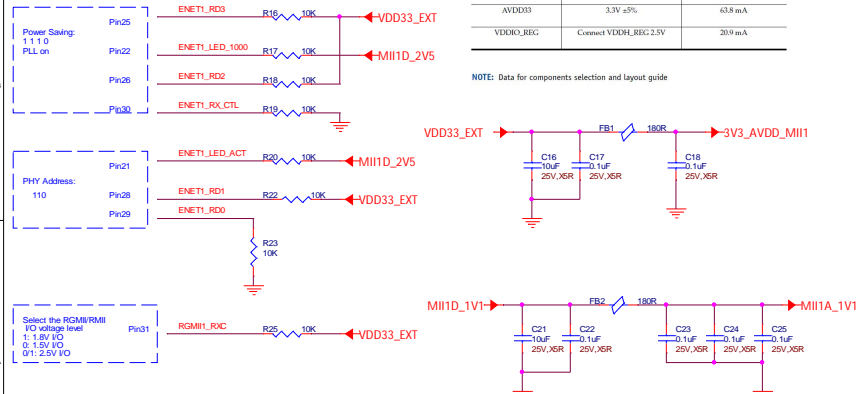 Power Saving:
1 1 1 0
PLL on
Pin25
Pin22
Pin26
Pin30
ENET1_RD3
R16
10K
VDD33_EXT
ENET1_LED_1000
R17
10K
MII1D_2V5
ENET1_RD2
R18
10K
ENET1_RX_CTL
R19
10K
PHY Address:
110
Pin21
Pin28
Pin29
ENET1_LED_ACT
R20
10K
MII1D_2V5
ENET1_RD1
R22
10K
VDD33_EXT
ENET1_RD0
R23
10K
Select the RGMII/RMII
I/O voltage level
1: 1.8V I/O
0: 1.5V I/O
0/1: 2.5V I/O
Pin31
RGMII1_RXC
R25
10K
VDD33_EXT
AVDD33 3.3V ±5% 63.8 mA
VDDIO_REG Connect VDDH_REG 2.5V 20.9 mA
NOTE: Data for components selection and layout guide
VDD33_EXT
FB1
180R
3V3_AVDD_MII1
C16
10uF
25V,X5R
C17
0.1uF
25V,X5R
C18
0.1uF
25V,X5R
MII1D_1V1
FB2
180R
MII1A_1V1
C21
10uF
25V,X5R
C22
0.1uF
25V,X5R
C23
0.1uF
25V,X5R
C24
0.1uF
25V,X5R
C25
0.1uF
25V,X5R